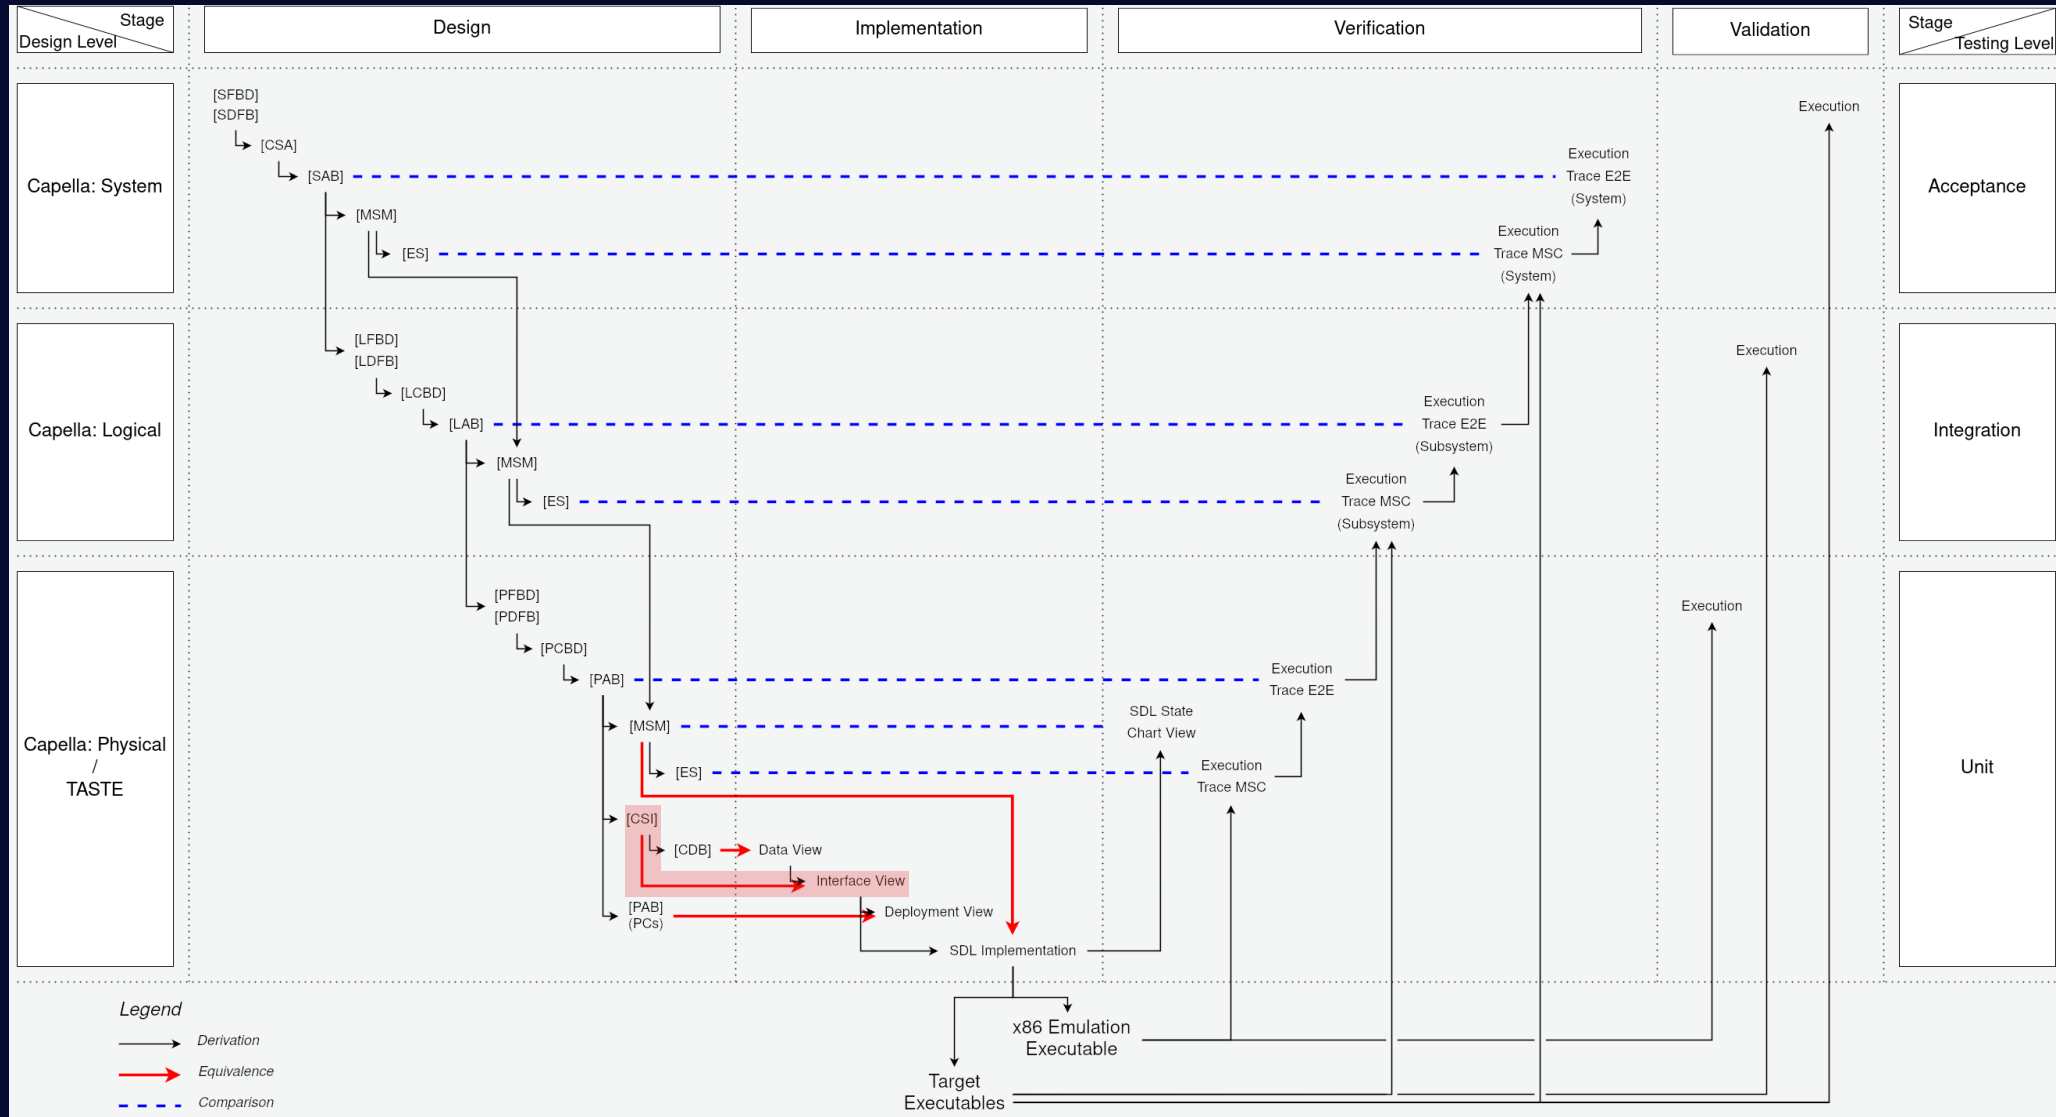 Stage
Design Level
Design
Implementation
Verification
Validation
Stage
Testing Level
Capella: System
[SFBD]
[SDFB]
[CSA]
[SAB]
[MSM]
[ES]
Execution
Trace E2E
(System)
Execution
Trace MSC
(System)
Execution
Acceptance
Capella: Logical
[LFBD]
[LDFB]
[LCBD]
[LAB]
[MSM]
[ES]
Execution
Trace E2E
(Subsystem)
Execution
Trace MSC
(Subsystem)
Execution
Integration
Capella: Physical
/
TASTE
[PFBD]
[PDFB]
[PCBD]
[PAB]
[MSM]
[ES]
[CSI]
[CDB]
Data View
Interface View
[PAB]
(PCs)
Deployment View
SDL Implementation
Execution
Trace E2E
SDL State
Chart View
Execution
Trace MSC
Execution
Unit
Legend
Derivation
Equivalence
Comparison
x86 Emulation
Executable
Target
Executables